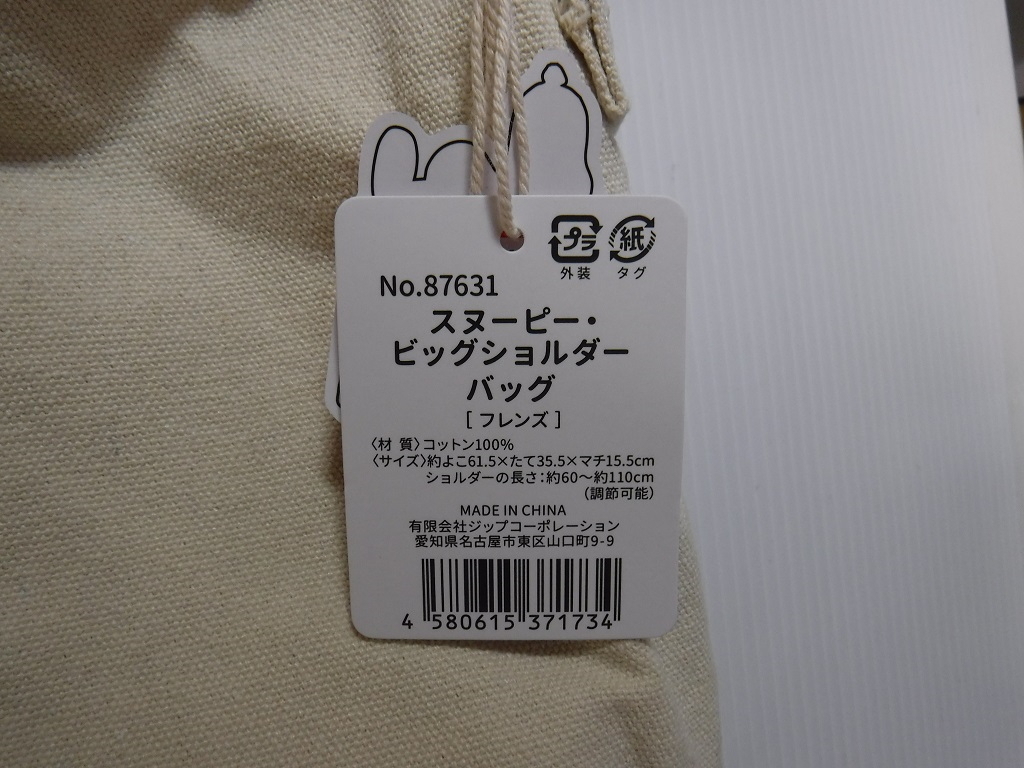 プラ 紙
外装 タグ
No.87631
スヌーピー・
ビッグショルダー
バッグ
[ フレンズ ]
〈材 質〉コットン100%
〈サイズ〉約よこ61.5×たて35.5×マチ15.5cm
ショルダーの長さ：約60〜約110cm
（調節可能）
MADE IN CHINA
有限会社ジップコーポレーション
愛知県名古屋市東区山口町9-9
4 580615 371734